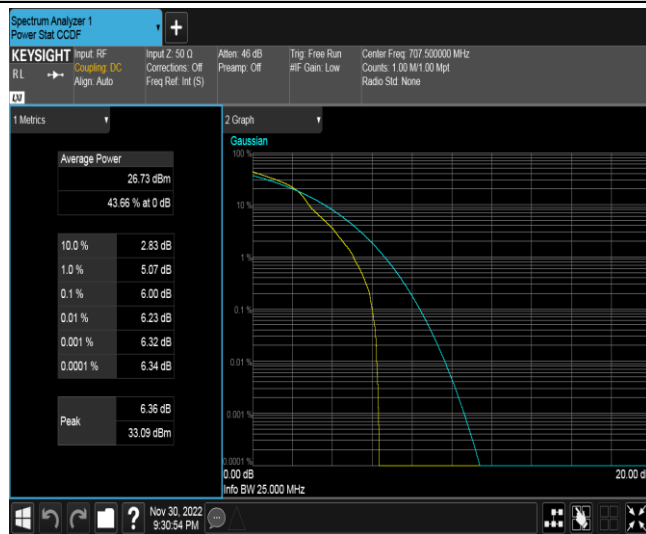 Spectrum Analyzer 1
Power Stat CCDF
+
KEYSIGHT
RL
LXI
Input: RF
Coupling: DC
Align: Auto
Input Z: 50 Ω
Corrections: Off
Freq Ref: Int (S)
Atten: 46 dB
Preamp: Off
Trig: Free Run
#IF Gain: Low
Center Freq: 707.500000 MHz
Counts: 1.00 M/1.00 Mpt
Radio Std: None
1 Metrics
Average Power
26.73 dBm
43.66 % at 0 dB
10.0 % 2.83 dB
1.0 % 5.07 dB
0.1 % 6.00 dB
0.01 % 6.23 dB
0.001 % 6.32 dB
0.0001 % 6.34 dB
Peak
6.36 dB
33.09 dBm
2 Graph
Gaussian
100 %
10 %
1 %
0.1 %
0.01 %
0.001 %
0.0001 %
0.00 dB
20.00 d
Info BW 25.000 MHz
?
Nov 30, 2022
9:30:54 PM